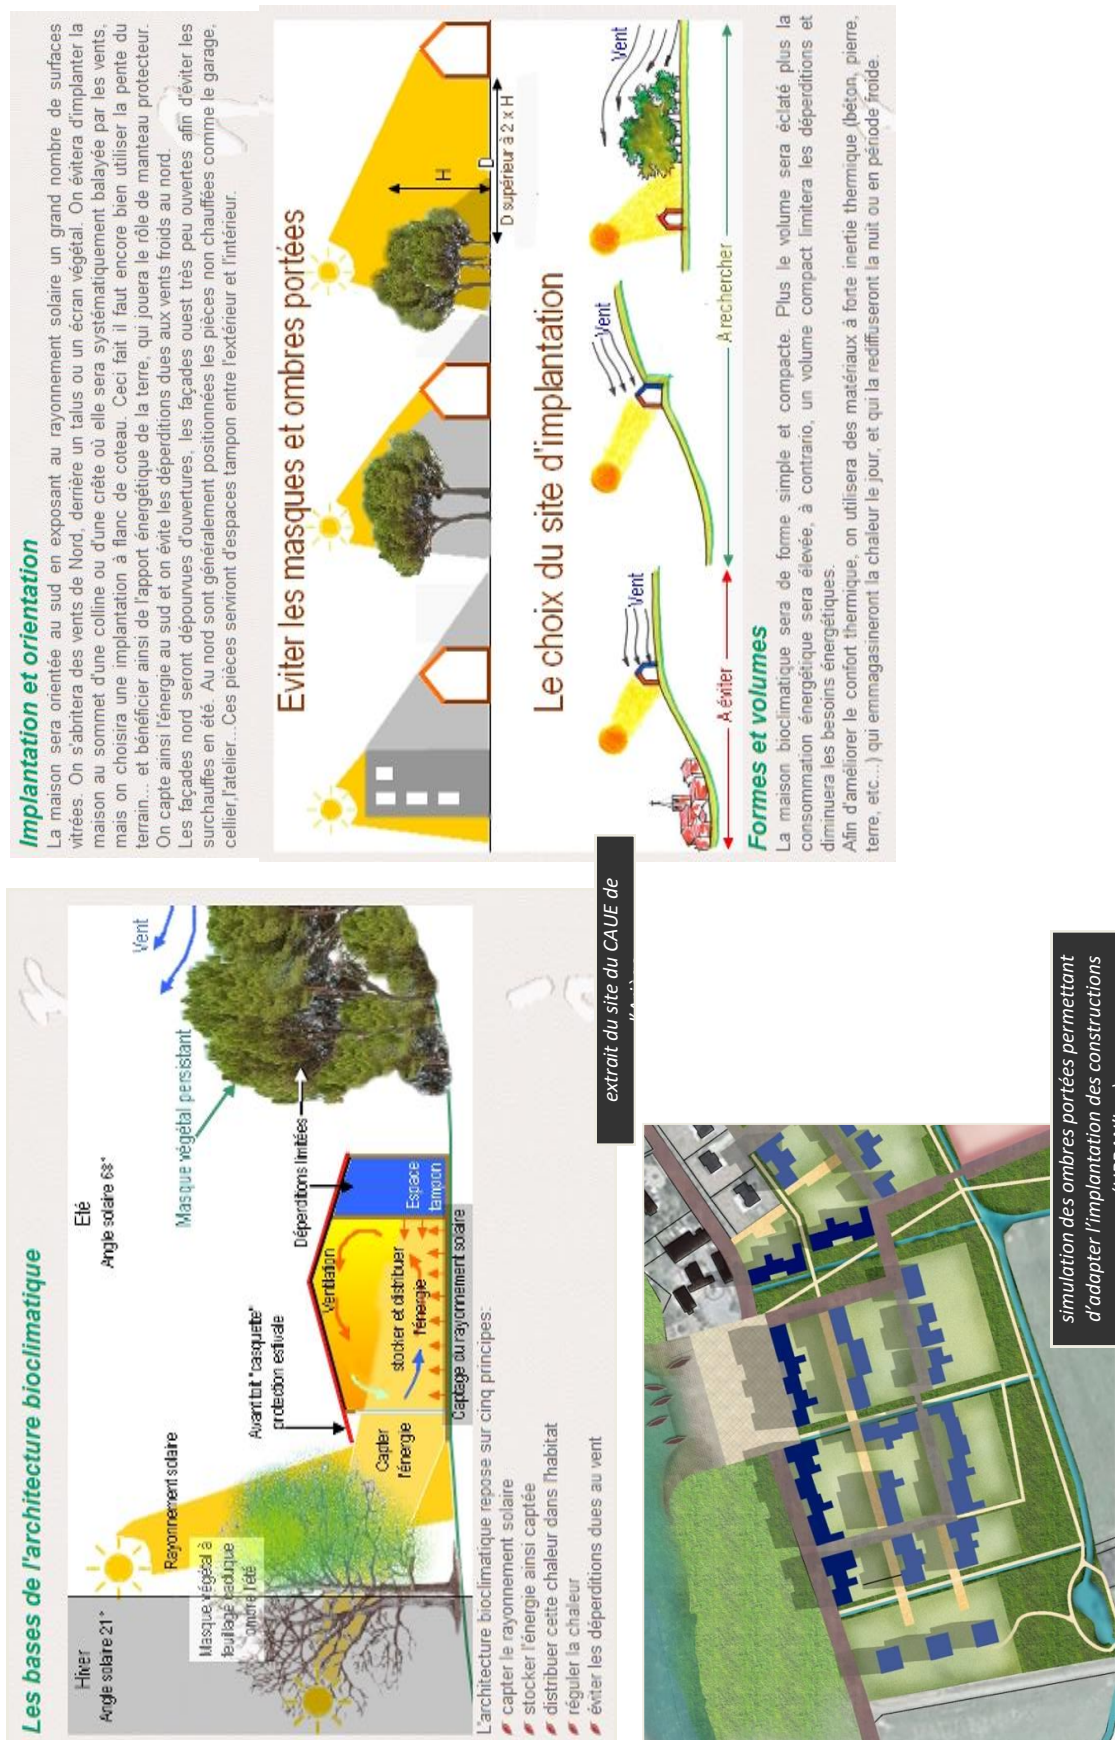 Les bases de l'architecture bioclimatique
Hiver
Angle solaire 21°
Eté
Angle solaire 68°
Rayonnement solaire
Vent
Masque végétal persistant
Masque végétal à
feuillage caduque
ombre l'été
Avant toit "casquette"
protection estivale
Déperditions limitées
Ventilation
Capter
l'énergie
stocker et distribuer
l'énergie
Espace
tampon
Captage du rayonnement solaire
L'architecture bioclimatique repose sur cinq principes:
capter le rayonnement solaire
stocker l'énergie ainsi captée
distribuer cette chaleur dans l'habitat
réguler la chaleur
éviter les déperditions dues au vent
Implantation et orientation
La maison sera orientée au sud en exposant au rayonnement solaire un grand nombre de surfaces
vitrées. On s'abritera des vents de Nord, derrière un talus ou un écran végétal. On évitera d'implanter la
maison au sommet d'une colline ou d'une crête où elle sera systématiquement balayée par les vents,
mais on choisira une implantation à flanc de coteau. Ceci fait il faut encore bien utiliser la pente du
terrain... et bénéficier ainsi de l'apport énergétique de la terre, qui jouera le rôle de manteau protecteur.
On capte ainsi l'énergie au sud et on évite les déperditions dues aux vents froids au nord.
Les façades nord seront dépourvues d'ouvertures, les façades ouest très peu ouvertes afin d'éviter les
surchauffes en été. Au nord sont généralement positionnées les pièces non chauffées comme le garage,
cellier,l'atelier...Ces pièces serviront d'espaces tampon entre l'extérieur et l'intérieur.
Eviter les masques et ombres portées
H
D
D supérieur à 2 x H
Le choix du site d'implantation
Vent
Vent
Vent
A éviter
A rechercher
Formes et volumes
La maison bioclimatique sera de forme simple et compacte. Plus le volume sera éclaté plus la
consommation énergétique sera élevée, à contrario, un volume compact limitera les déperditions et
diminuera les besoins énergétiques.
Afin d'améliorer le confort thermique, on utilisera des matériaux à forte inertie thermique (béton, pierre,
terre, etc...) qui emmagasineront la chaleur le jour, et qui la rediffuseront la nuit ou en période froide.
extrait du site du CAUE de
simulation des ombres portées permettant
d'adapter l'implantation des constructions